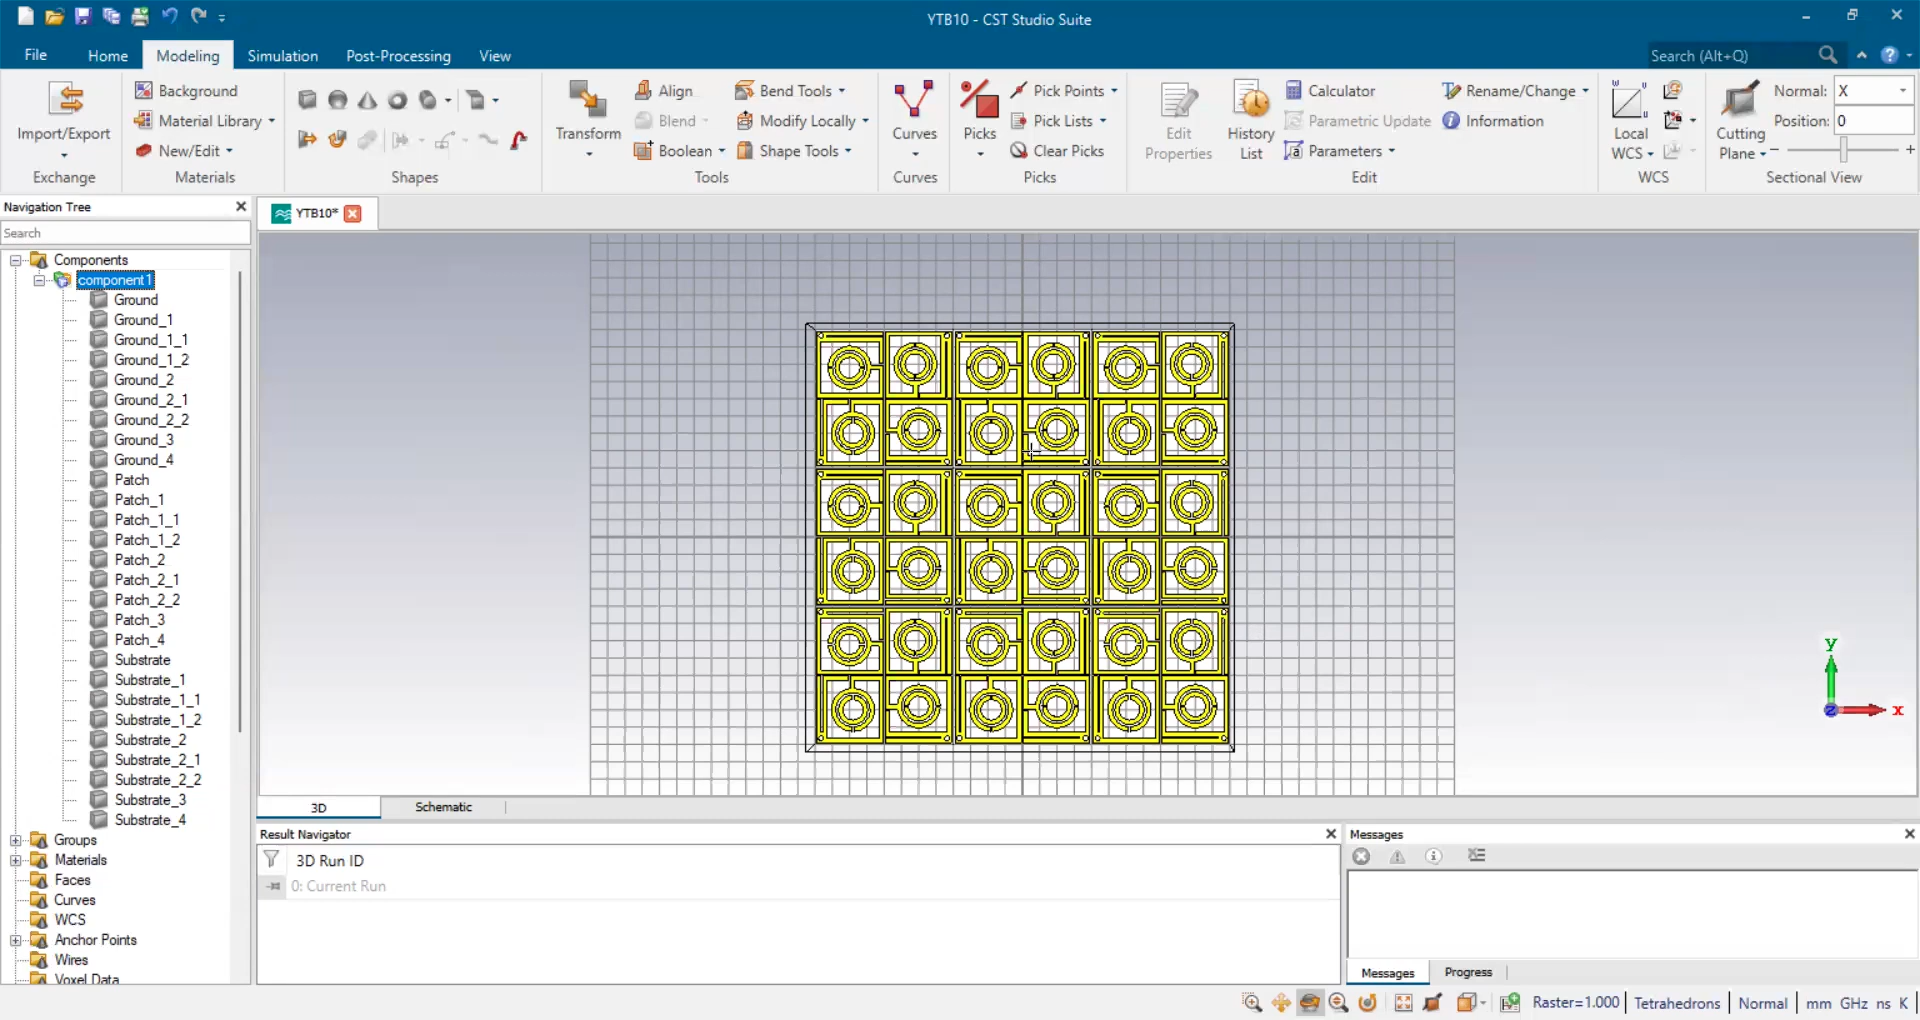 YTB10 - CST Studio Suite
File Home Modeling Simulation Post-Processing View Search (Alt+Q)
Import/Export
Exchange
Background
Material Library
New/Edit
Materials
Shapes
Transform
Align
Blend
Boolean
Bend Tools
Modify Locally
Shape Tools
Tools
Curves
Curves
Picks
Pick Points
Pick Lists
Clear Picks
Picks
Edit
Properties
History
List
Calculator
Parametric Update
Parameters
Rename/Change
Information
Edit
Local
WCS
WCS
Cutting
Plane
Normal: X
Position: 0
Sectional View
Navigation Tree
Search
YTB10*
Components
component1
Ground
Ground_1
Ground_1_1
Ground_1_2
Ground_2
Ground_2_1
Ground_2_2
Ground_3
Ground_4
Patch
Patch_1
Patch_1_1
Patch_1_2
Patch_2
Patch_2_1
Patch_2_2
Patch_3
Patch_4
Substrate
Substrate_1
Substrate_1_1
Substrate_1_2
Substrate_2
Substrate_2_1
Substrate_2_2
Substrate_3
Substrate_4
Groups
Materials
Faces
Curves
WCS
Anchor Points
Wires
Voxel Data
y
z
x
3D Schematic
Result Navigator
3D Run ID
0: Current Run
Messages
Messages Progress
Raster=1.000 Tetrahedrons Normal mm GHz ns K